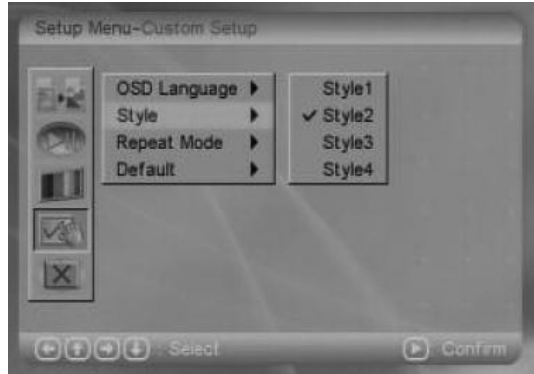 Setup Menu-Custom Setup
OSD Language
Style
Repeat Mode
Default
Style1
Style2
Style3
Style4
: Select
: Confirm